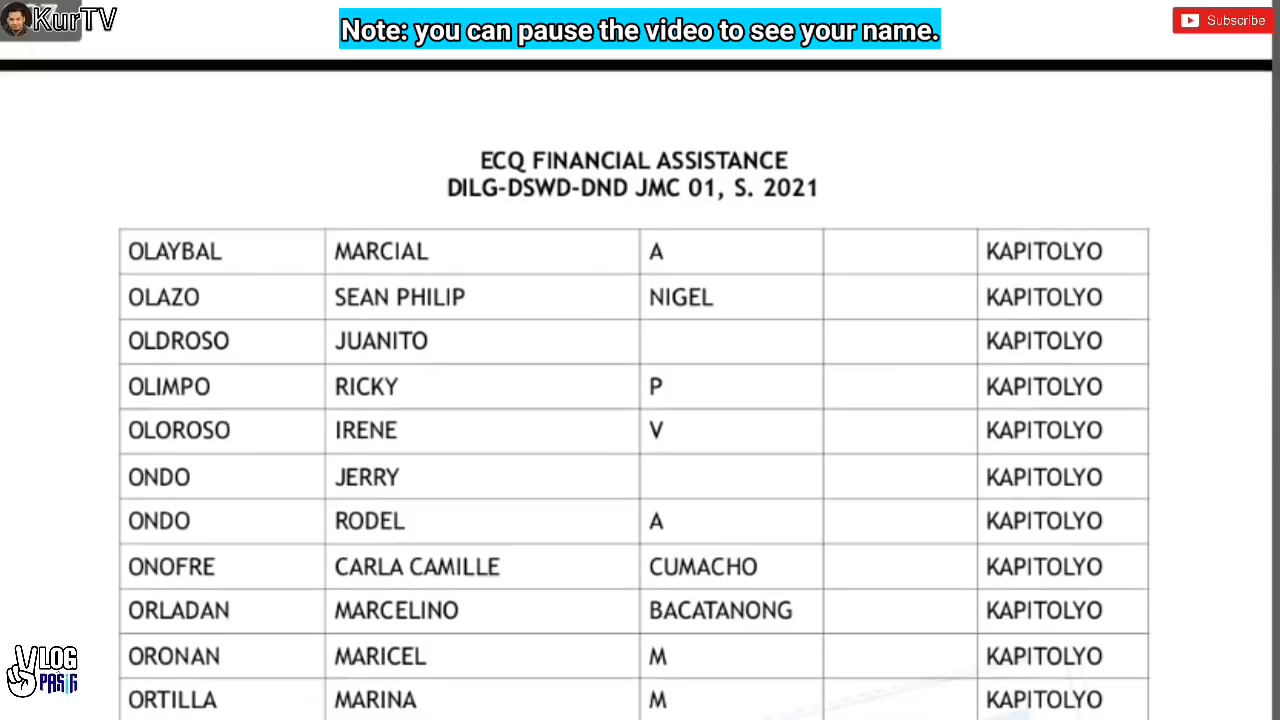 KurTV
Note: you can pause the video to see your name.
Subscribe
ECQ FINANCIAL ASSISTANCE
DILG-DSWD-DND JMC 01, S. 2021
OLAYBAL MARCIAL A KAPITOLYO
OLAZO SEAN PHILIP NIGEL KAPITOLYO
OLDROSO JUANITO KAPITOLYO
OLIMPO RICKY P KAPITOLYO
OLOROSO IRENE V KAPITOLYO
ONDO JERRY KAPITOLYO
ONDO RODEL A KAPITOLYO
ONOFRE CARLA CAMILLE CUMACHO KAPITOLYO
ORLADAN MARCELINO BACATANONG KAPITOLYO
ORONAN MARICEL M KAPITOLYO
ORTILLA MARINA M KAPITOLYO
VLOG
PASIG